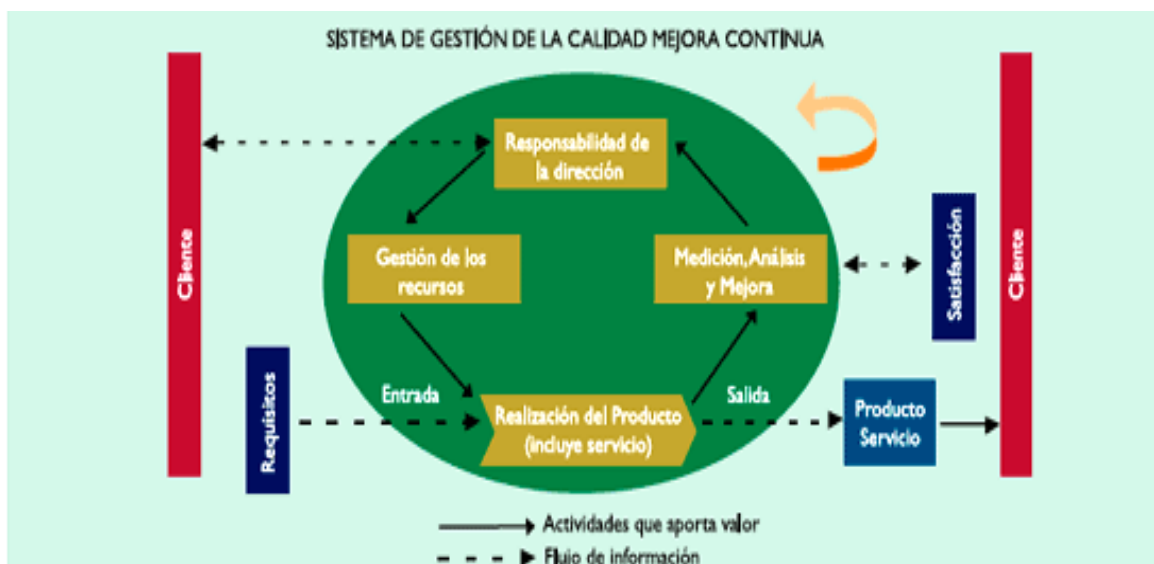 SISTEMA DE GESTIÓN DE LA CALIDAD MEJORA CONTINUA
Cliente
Responsabilidad de
la dirección
Gestión de los
recursos
Medición, Análisis
y Mejora
Satisfacción
Cliente
Requisitos
Entrada
Realización del Producto
(incluye servicio)
Salida
Producto
Servicio
Actividades que aporta valor
Flujo de información